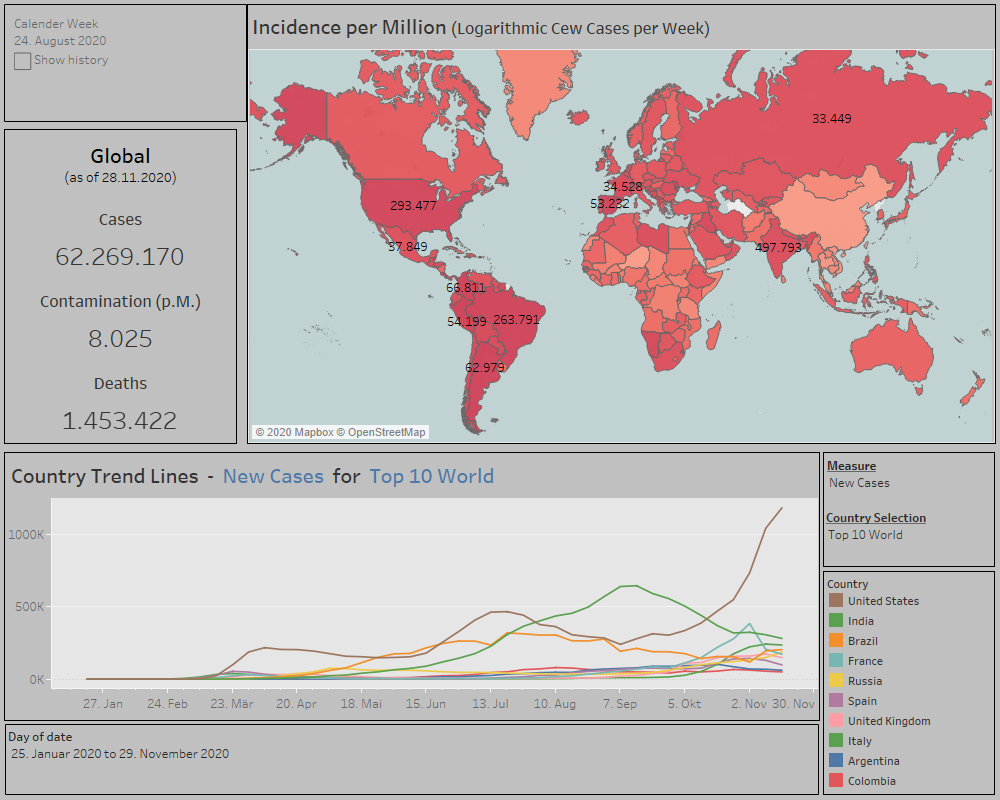 Calender Week
24. August 2020
Show history
Incidence per Million (Logarithmic Cew Cases per Week)
Global
(as of 28.11.2020)
Cases
62.269.170
Contamination (p.M.)
8.025
Deaths
1.453.422
33.449
34.528
53.232
293.477
37.849
497.793
66.811
54.199 263.791
62.979
© 2020 Mapbox © OpenStreetMap
Country Trend Lines - New Cases for Top 10 World
1000K
500K
0K
27. Jan 24. Feb 23. Mär 20. Apr 18. Mai 15. Jun 13. Jul 10. Aug 7. Sep 5. Okt 2. Nov 30. Nov
Measure
New Cases
Country Selection
Top 10 World
Country
United States
India
Brazil
France
Russia
Spain
United Kingdom
Italy
Argentina
Colombia
Day of date
25. Januar 2020 to 29. November 2020